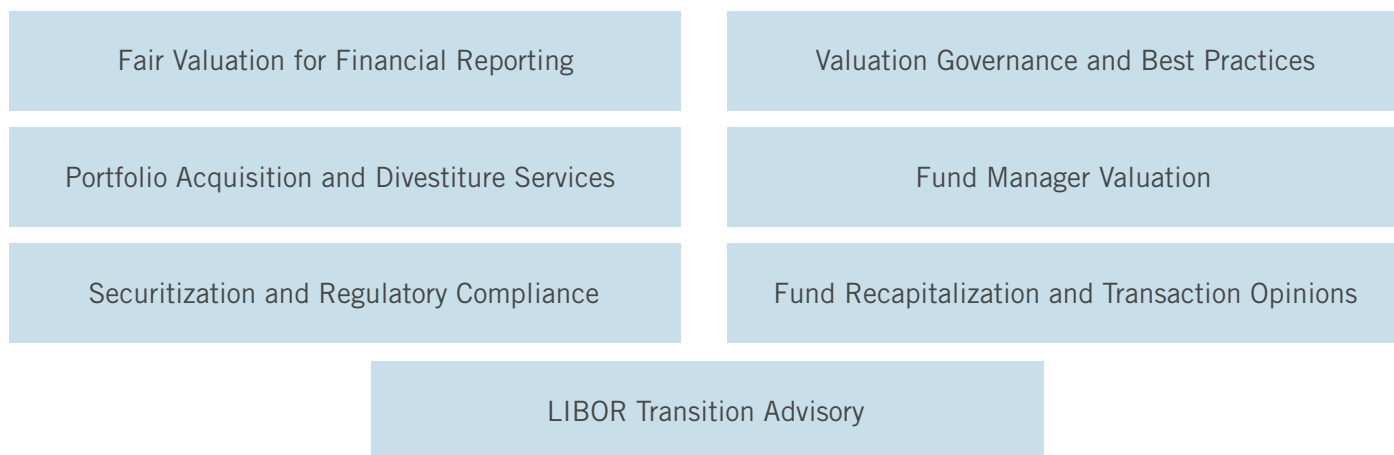 Fair Valuation for Financial Reporting
Valuation Governance and Best Practices
Portfolio Acquisition and Divestiture Services
Fund Manager Valuation
Securitization and Regulatory Compliance
Fund Recapitalization and Transaction Opinions
LIBOR Transition Advisory